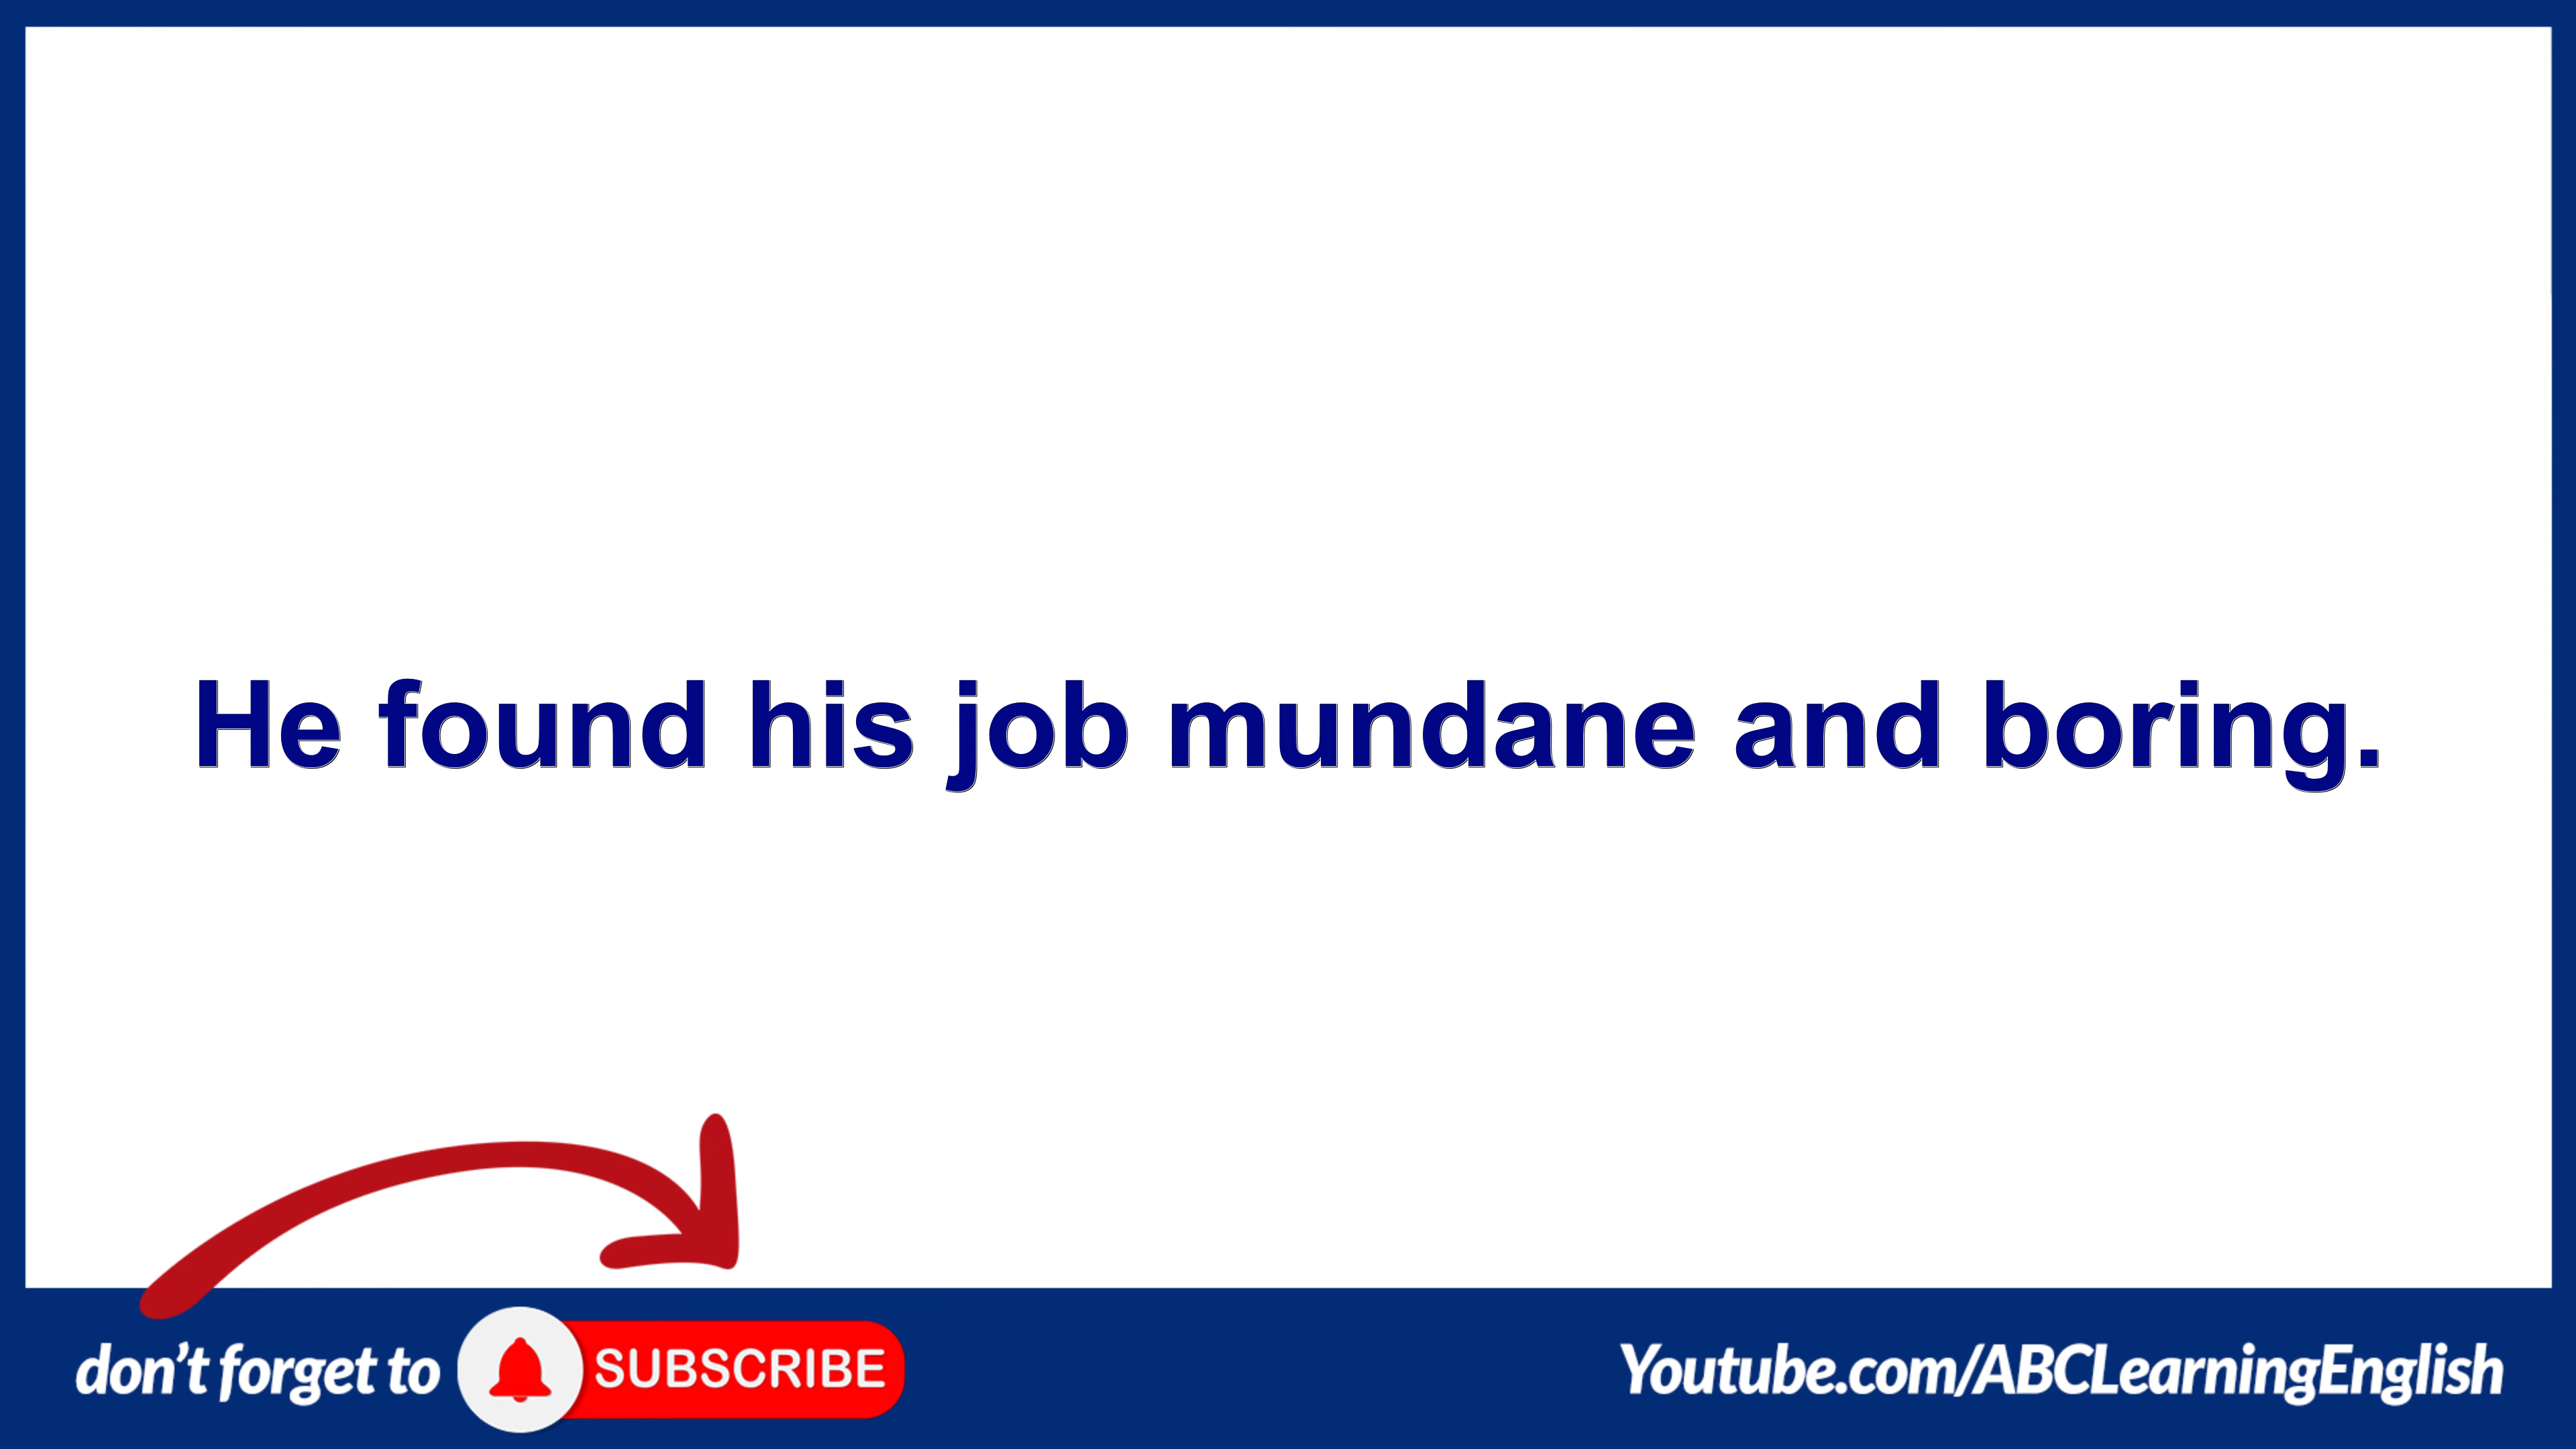 He found his job mundane and boring.
don't forget to SUBSCRIBE
Youtube.com/ABCLearningEnglish